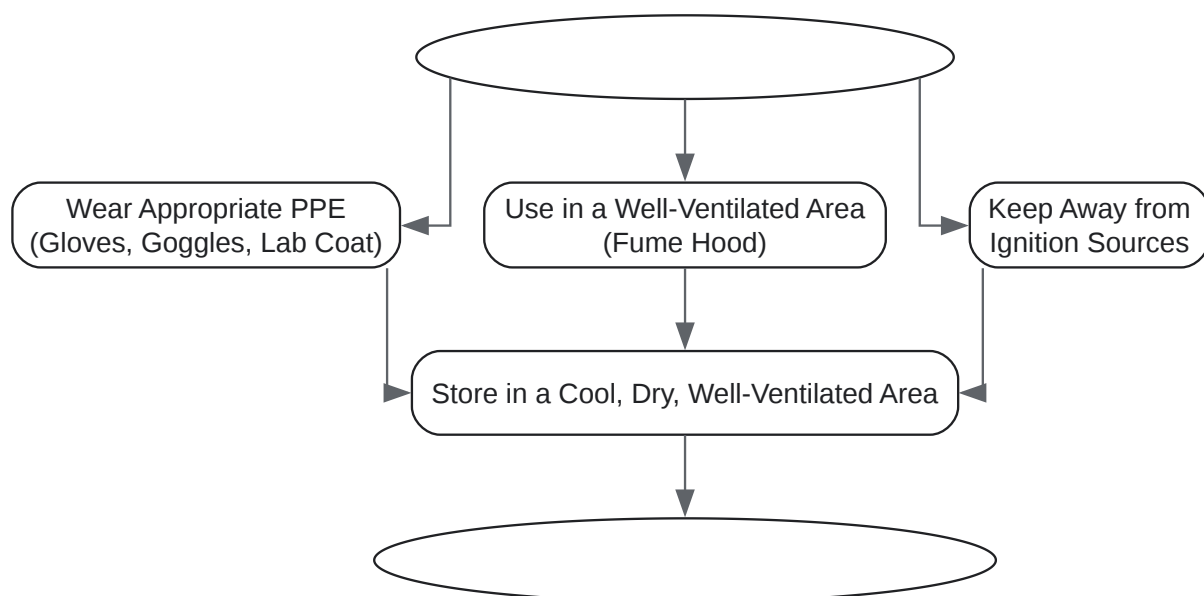 Wear Appropriate PPE
(Gloves, Goggles, Lab Coat)
Use in a Well-Ventilated Area
(Fume Hood)
Keep Away from
Ignition Sources
Store in a Cool, Dry, Well-Ventilated Area